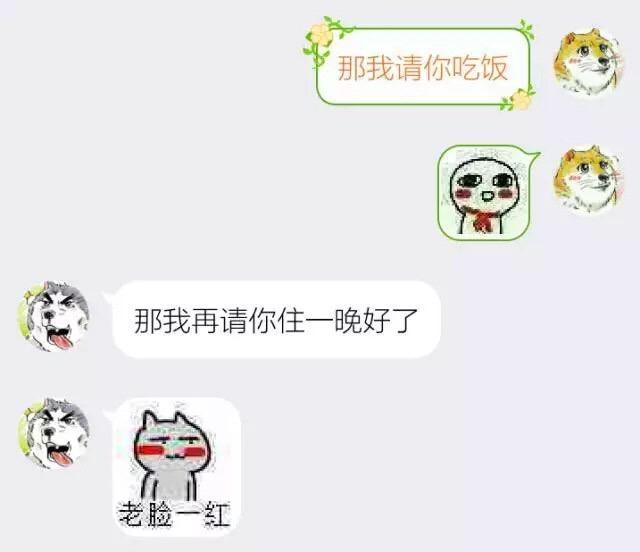 那我请你吃饭
那我再请你住一晚好了
老脸一红